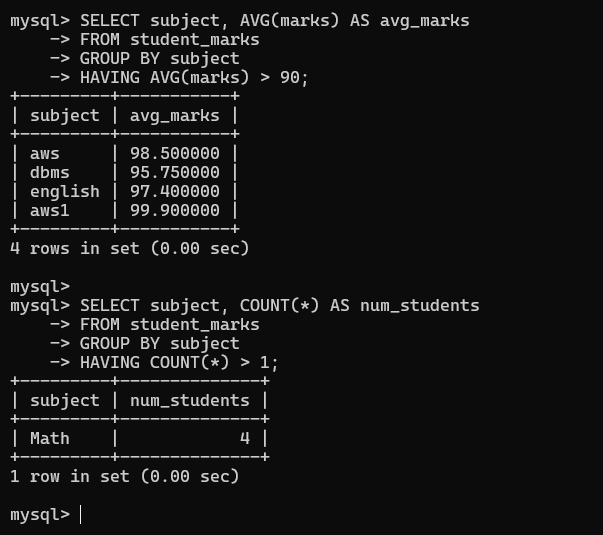 mysql> SELECT subject, AVG(marks) AS avg_marks
    -> FROM student_marks
    -> GROUP BY subject
    -> HAVING AVG(marks) > 90;
+---------+-----------+
| subject | avg_marks |
+---------+-----------+
| aws     | 98.500000 |
| dbms    | 95.750000 |
| english | 97.400000 |
| aws1    | 99.900000 |
+---------+-----------+
4 rows in set (0.00 sec)

mysql>
mysql> SELECT subject, COUNT(*) AS num_students
    -> FROM student_marks
    -> GROUP BY subject
    -> HAVING COUNT(*) > 1;
+---------+--------------+
| subject | num_students |
+---------+--------------+
| Math    |            4 |
+---------+--------------+
1 row in set (0.00 sec)

mysql>